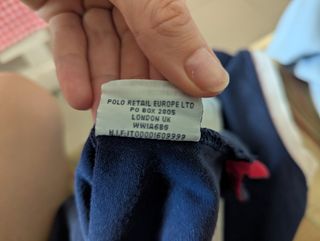 POLO RETAIL EUROPE LTD
PO BOX 2805
LONDON UK
WW1A6BS
N.I.F:IT00001609999